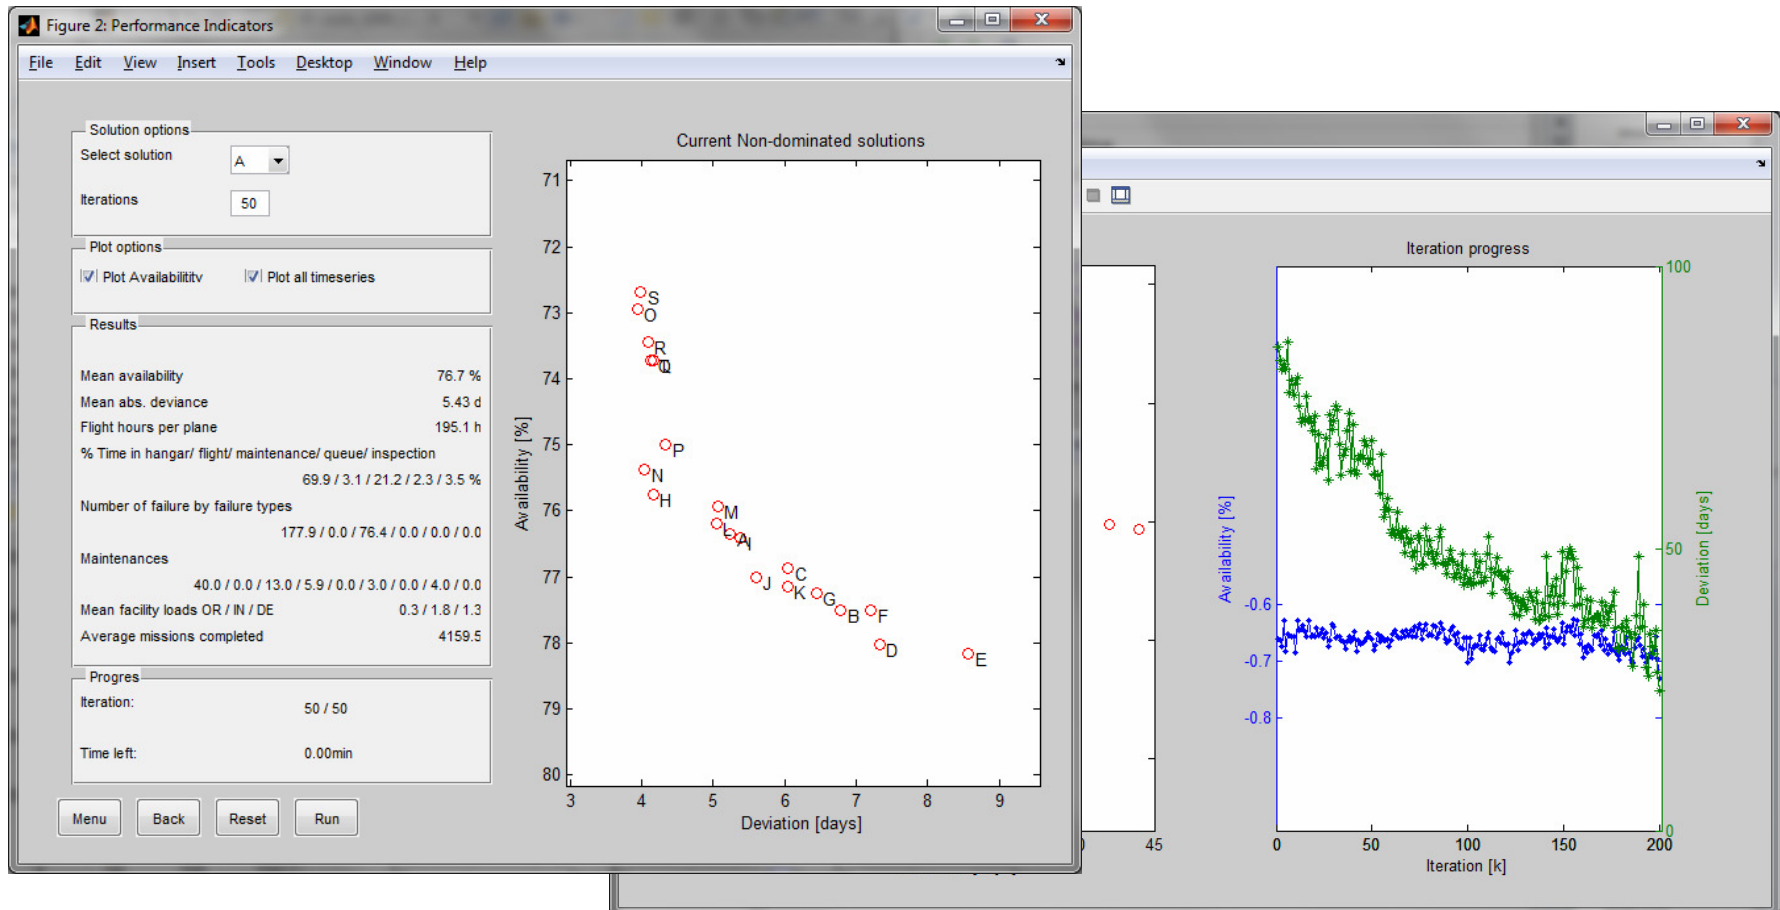 Figure 2: Performance Indicators
File Edit View Insert Tools Desktop Window Help
Solution options
Select solution A
Iterations 50
Plot options
Plot Availabilitity Plot all timeseries
Results
Mean availability 76.7 %
Mean abs. deviance 5.43 d
Flight hours per plane 195.1 h
% Time in hangar/ flight/ maintenance/ queue/ inspection
69.9 / 3.1 / 21.2 / 2.3 / 3.5 %
Number of failure by failure types
177.9 / 0.0 / 76.4 / 0.0 / 0.0 / 0.0
Maintenances
40.0 / 0.0 / 13.0 / 5.9 / 0.0 / 3.0 / 0.0 / 4.0 / 0.0
Mean facility loads OR / IN / DE 0.3 / 1.8 / 1.3
Average missions completed 4159.5
Progres
Iteration: 50 / 50
Time left: 0.00min
Menu Back Reset Run
Current Non-dominated solutions
Availability [%]
71
72
73
74
75
76
77
78
79
80
S
O
R
Q
P
N
H
M
L
A
I
C
J
K
G
B
F
D
E
3 4 5 6 7 8 9
Deviation [days]
45
Iteration progress
Availability [%]
-0.6
-0.7
-0.8
100
50
0
Deviation [days]
0 50 100 150 200
Iteration [k]